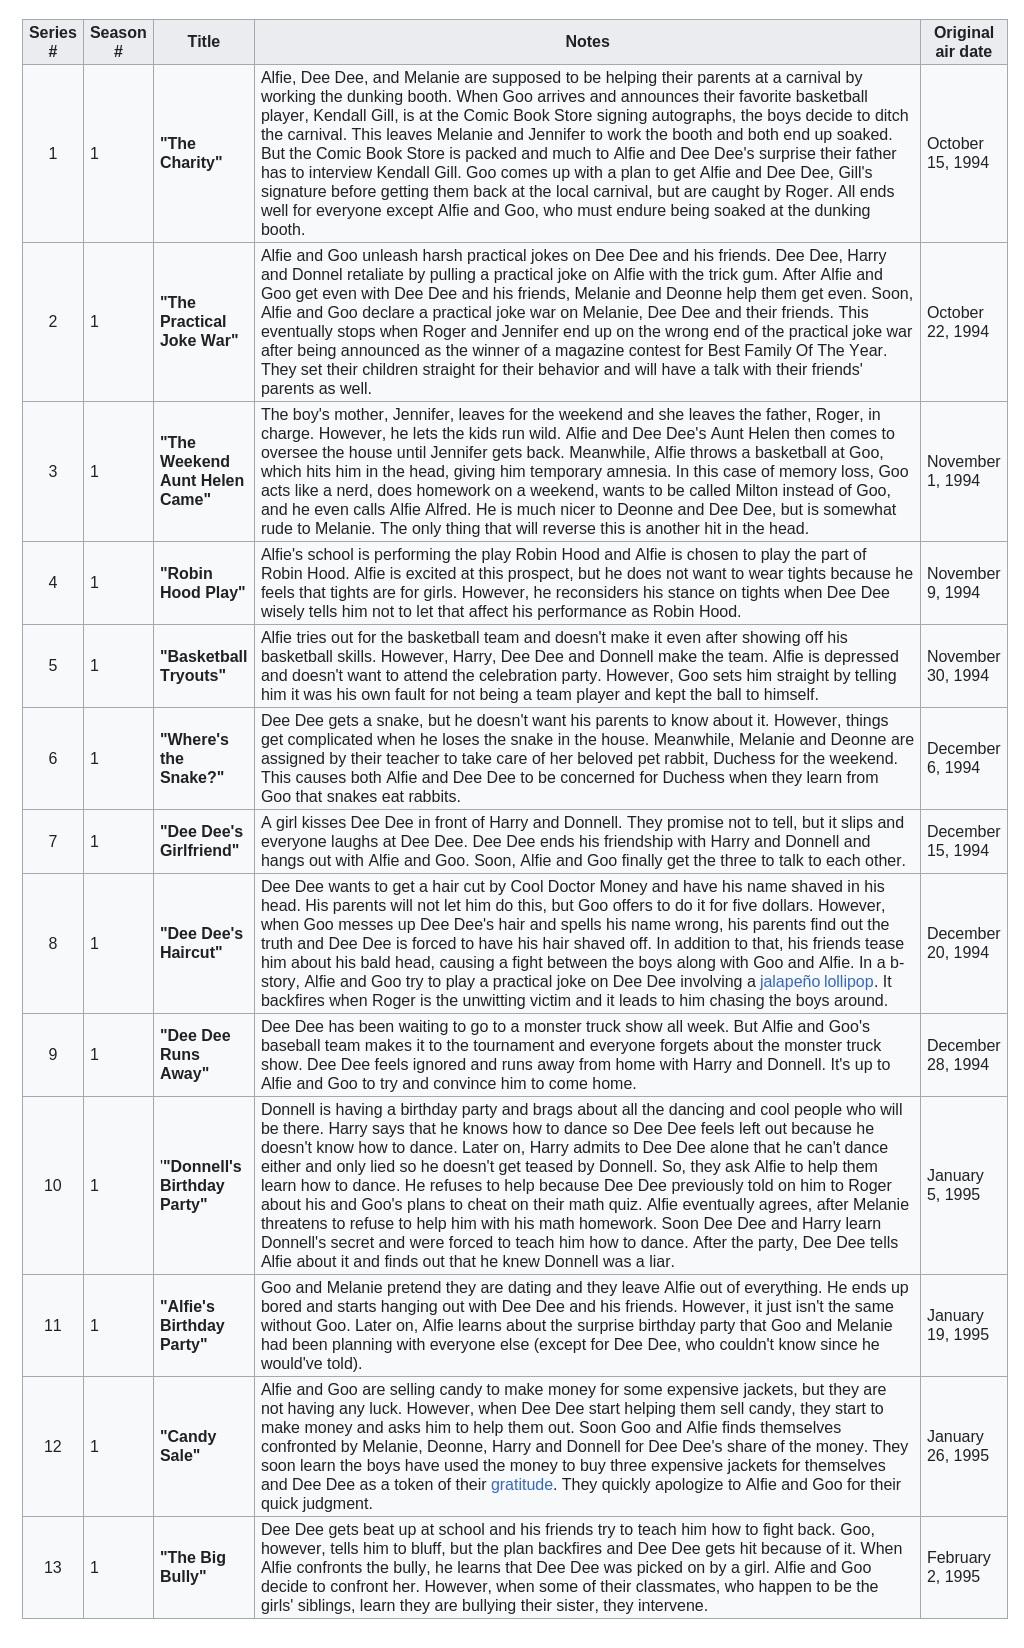 Series # Season # Title Notes Original air date
1 1 "The Charity" Alfie, Dee Dee, and Melanie are supposed to be helping their parents at a carnival by
working the dunking booth. When Goo arrives and announces their favorite basketball
player, Kendall Gill, is at the Comic Book Store signing autographs, the boys decide to ditch
the carnival. This leaves Melanie and Jennifer to work the booth and both end up soaked.
But the Comic Book Store is packed and much to Alfie and Dee Dee's surprise their father
has to interview Kendall Gill. Goo comes up with a plan to get Alfie and Dee Dee, Gill's
signature before getting them back at the local carnival, but are caught by Roger. All ends
well for everyone except Alfie and Goo, who must endure being soaked at the dunking
booth.
October 15, 1994
2 1 "The Practical Joke War" Alfie and Goo unleash harsh practical jokes on Dee Dee and his friends. Dee Dee, Harry
and Donnel retaliate by pulling a practical joke on Alfie with the trick gum. After Alfie and
Goo get even with Dee Dee and his friends, Melanie and Deonne help them get even. Soon,
Alfie and Goo declare a practical joke war on Melanie, Dee Dee and their friends. This
eventually stops when Roger and Jennifer end up on the wrong end of the practical joke war
after being announced as the winner of a magazine contest for Best Family Of The Year.
They set their children straight for their behavior and will have a talk with their friends'
parents as well.
October 22, 1994
3 1 "The Weekend Aunt Helen Came" The boy's mother, Jennifer, leaves for the weekend and she leaves the father, Roger, in
charge. However, he lets the kids run wild. Alfie and Dee Dee's Aunt Helen then comes to
oversee the house until Jennifer gets back. Meanwhile, Alfie throws a basketball at Goo,
which hits him in the head, giving him temporary amnesia. In this case of memory loss, Goo
acts like a nerd, does homework on a weekend, wants to be called Milton instead of Goo,
and he even calls Alfie Alfred. He is much nicer to Deonne and Dee Dee, but is somewhat
rude to Melanie. The only thing that will reverse this is another hit in the head.
November 1, 1994
4 1 "Robin Hood Play" Alfie's school is performing the play Robin Hood and Alfie is chosen to play the part of
Robin Hood. Alfie is excited at this prospect, but he does not want to wear tights because he
feels that tights are for girls. However, he reconsiders his stance on tights when Dee Dee
wisely tells him not to let that affect his performance as Robin Hood.
November 9, 1994
5 1 "Basketball Tryouts" Alfie tries out for the basketball team and doesn't make it even after showing off his
basketball skills. However, Harry, Dee Dee and Donnell make the team. Alfie is depressed
and doesn't want to attend the celebration party. However, Goo sets him straight by telling
him it was his own fault for not being a team player and kept the ball to himself.
November 30, 1994
6 1 "Where's the Snake?" Dee Dee gets a snake, but he doesn't want his parents to know about it. However, things
get complicated when he loses the snake in the house. Meanwhile, Melanie and Deonne are
assigned by their teacher to take care of her beloved pet rabbit, Duchess for the weekend.
This causes both Alfie and Dee Dee to be concerned for Duchess when they learn from
Goo that snakes eat rabbits.
December 6, 1994
7 1 "Dee Dee's Girlfriend" A girl kisses Dee Dee in front of Harry and Donnell. They promise not to tell, but it slips and
everyone laughs at Dee Dee. Dee Dee ends his friendship with Harry and Donnell and
hangs out with Alfie and Goo. Soon, Alfie and Goo finally get the three to talk to each other.
December 15, 1994
8 1 "Dee Dee's Haircut" Dee Dee wants to get a hair cut by Cool Doctor Money and have his name shaved in his
head. His parents will not let him do this, but Goo offers to do it for five dollars. However,
when Goo messes up Dee Dee's hair and spells his name wrong, his parents find out the
truth and Dee Dee is forced to have his hair shaved off. In addition to that, his friends tease
him about his bald head, causing a fight between the boys along with Goo and Alfie. In a b-
story, Alfie and Goo try to play a practical joke on Dee Dee involving a jalapeño lollipop. It
backfires when Roger is the unwitting victim and it leads to him chasing the boys around.
December 20, 1994
9 1 "Dee Dee Runs Away" Dee Dee has been waiting to go to a monster truck show all week. But Alfie and Goo's
baseball team makes it to the tournament and everyone forgets about the monster truck
show. Dee Dee feels ignored and runs away from home with Harry and Donnell. It's up to
Alfie and Goo to try and convince him to come home.
December 28, 1994
10 1 '"Donnell's Birthday Party" Donnell is having a birthday party and brags about all the dancing and cool people who will
be there. Harry says that he knows how to dance so Dee Dee feels left out because he
doesn't know how to dance. Later on, Harry admits to Dee Dee alone that he can't dance
either and only lied so he doesn't get teased by Donnell. So, they ask Alfie to help them
learn how to dance. He refuses to help because Dee Dee previously told on him to Roger
about his and Goo's plans to cheat on their math quiz. Alfie eventually agrees, after Melanie
threatens to refuse to help him with his math homework. Soon Dee Dee and Harry learn
Donnell's secret and were forced to teach him how to dance. After the party, Dee Dee tells
Alfie about it and finds out that he knew Donnell was a liar.
January 5, 1995
11 1 "Alfie's Birthday Party" Goo and Melanie pretend they are dating and they leave Alfie out of everything. He ends up
bored and starts hanging out with Dee Dee and his friends. However, it just isn't the same
without Goo. Later on, Alfie learns about the surprise birthday party that Goo and Melanie
had been planning with everyone else (except for Dee Dee, who couldn't know since he
would've told).
January 19, 1995
12 1 "Candy Sale" Alfie and Goo are selling candy to make money for some expensive jackets, but they are
not having any luck. However, when Dee Dee start helping them sell candy, they start to
make money and asks him to help them out. Soon Goo and Alfie finds themselves
confronted by Melanie, Deonne, Harry and Donnell for Dee Dee's share of the money. They
soon learn the boys have used the money to buy three expensive jackets for themselves
and Dee Dee as a token of their gratitude. They quickly apologize to Alfie and Goo for their
quick judgment.
January 26, 1995
13 1 "The Big Bully" Dee Dee gets beat up at school and his friends try to teach him how to fight back. Goo,
however, tells him to bluff, but the plan backfires and Dee Dee gets hit because of it. When
Alfie confronts the bully, he learns that Dee Dee was picked on by a girl. Alfie and Goo
decide to confront her. However, when some of their classmates, who happen to be the
girls' siblings, learn they are bullying their sister, they intervene.
February 2, 1995